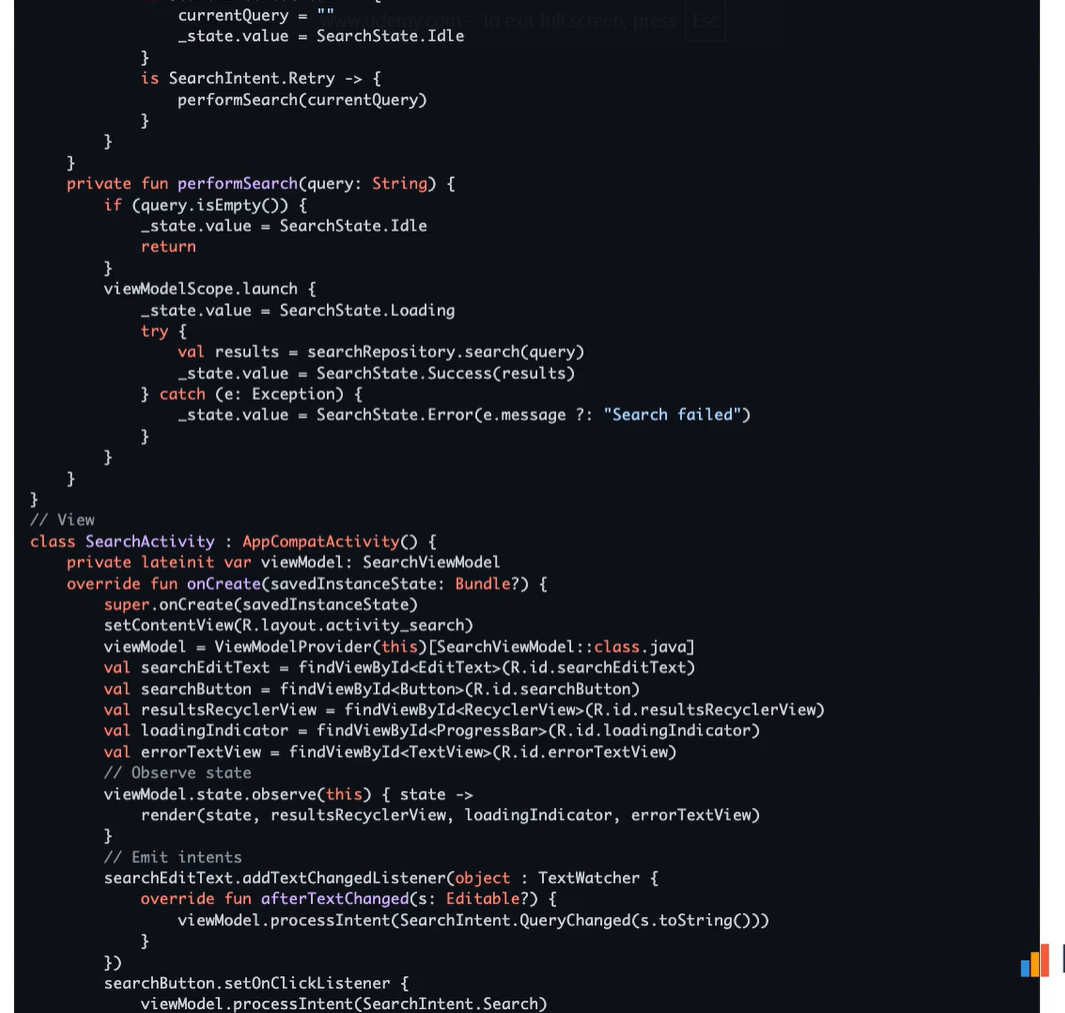 currentQuery = ""
www.udemy.com – To exit full screen, press Esc
_state.value = SearchState.Idle
}
is SearchIntent.Retry -> {
performSearch(currentQuery)
}
}
}
private fun performSearch(query: String) {
if (query.isEmpty()) {
_state.value = SearchState.Idle
return
}
viewModelScope.launch {
_state.value = SearchState.Loading
try {
val results = searchRepository.search(query)
_state.value = SearchState.Success(results)
} catch (e: Exception) {
_state.value = SearchState.Error(e.message ?: "Search failed")
}
}
}
}
// View
class SearchActivity : AppCompatActivity() {
private lateinit var viewModel: SearchViewModel
override fun onCreate(savedInstanceState: Bundle?) {
super.onCreate(savedInstanceState)
setContentView(R.layout.activity_search)
viewModel = ViewModelProvider(this)[SearchViewModel::class.java]
val searchEditText = findViewById<EditText>(R.id.searchEditText)
val searchButton = findViewById<Button>(R.id.searchButton)
val resultsRecyclerView = findViewById<RecyclerView>(R.id.resultsRecyclerView)
val loadingIndicator = findViewById<ProgressBar>(R.id.loadingIndicator)
val errorTextView = findViewById<TextView>(R.id.errorTextView)
// Observe state
viewModel.state.observe(this) { state ->
render(state, resultsRecyclerView, loadingIndicator, errorTextView)
}
// Emit intents
searchEditText.addTextChangedListener(object : TextWatcher {
override fun afterTextChanged(s: Editable?) {
viewModel.processIntent(SearchIntent.QueryChanged(s.toString()))
}
})
searchButton.setOnClickListener {
viewModel.processIntent(SearchIntent.Search)